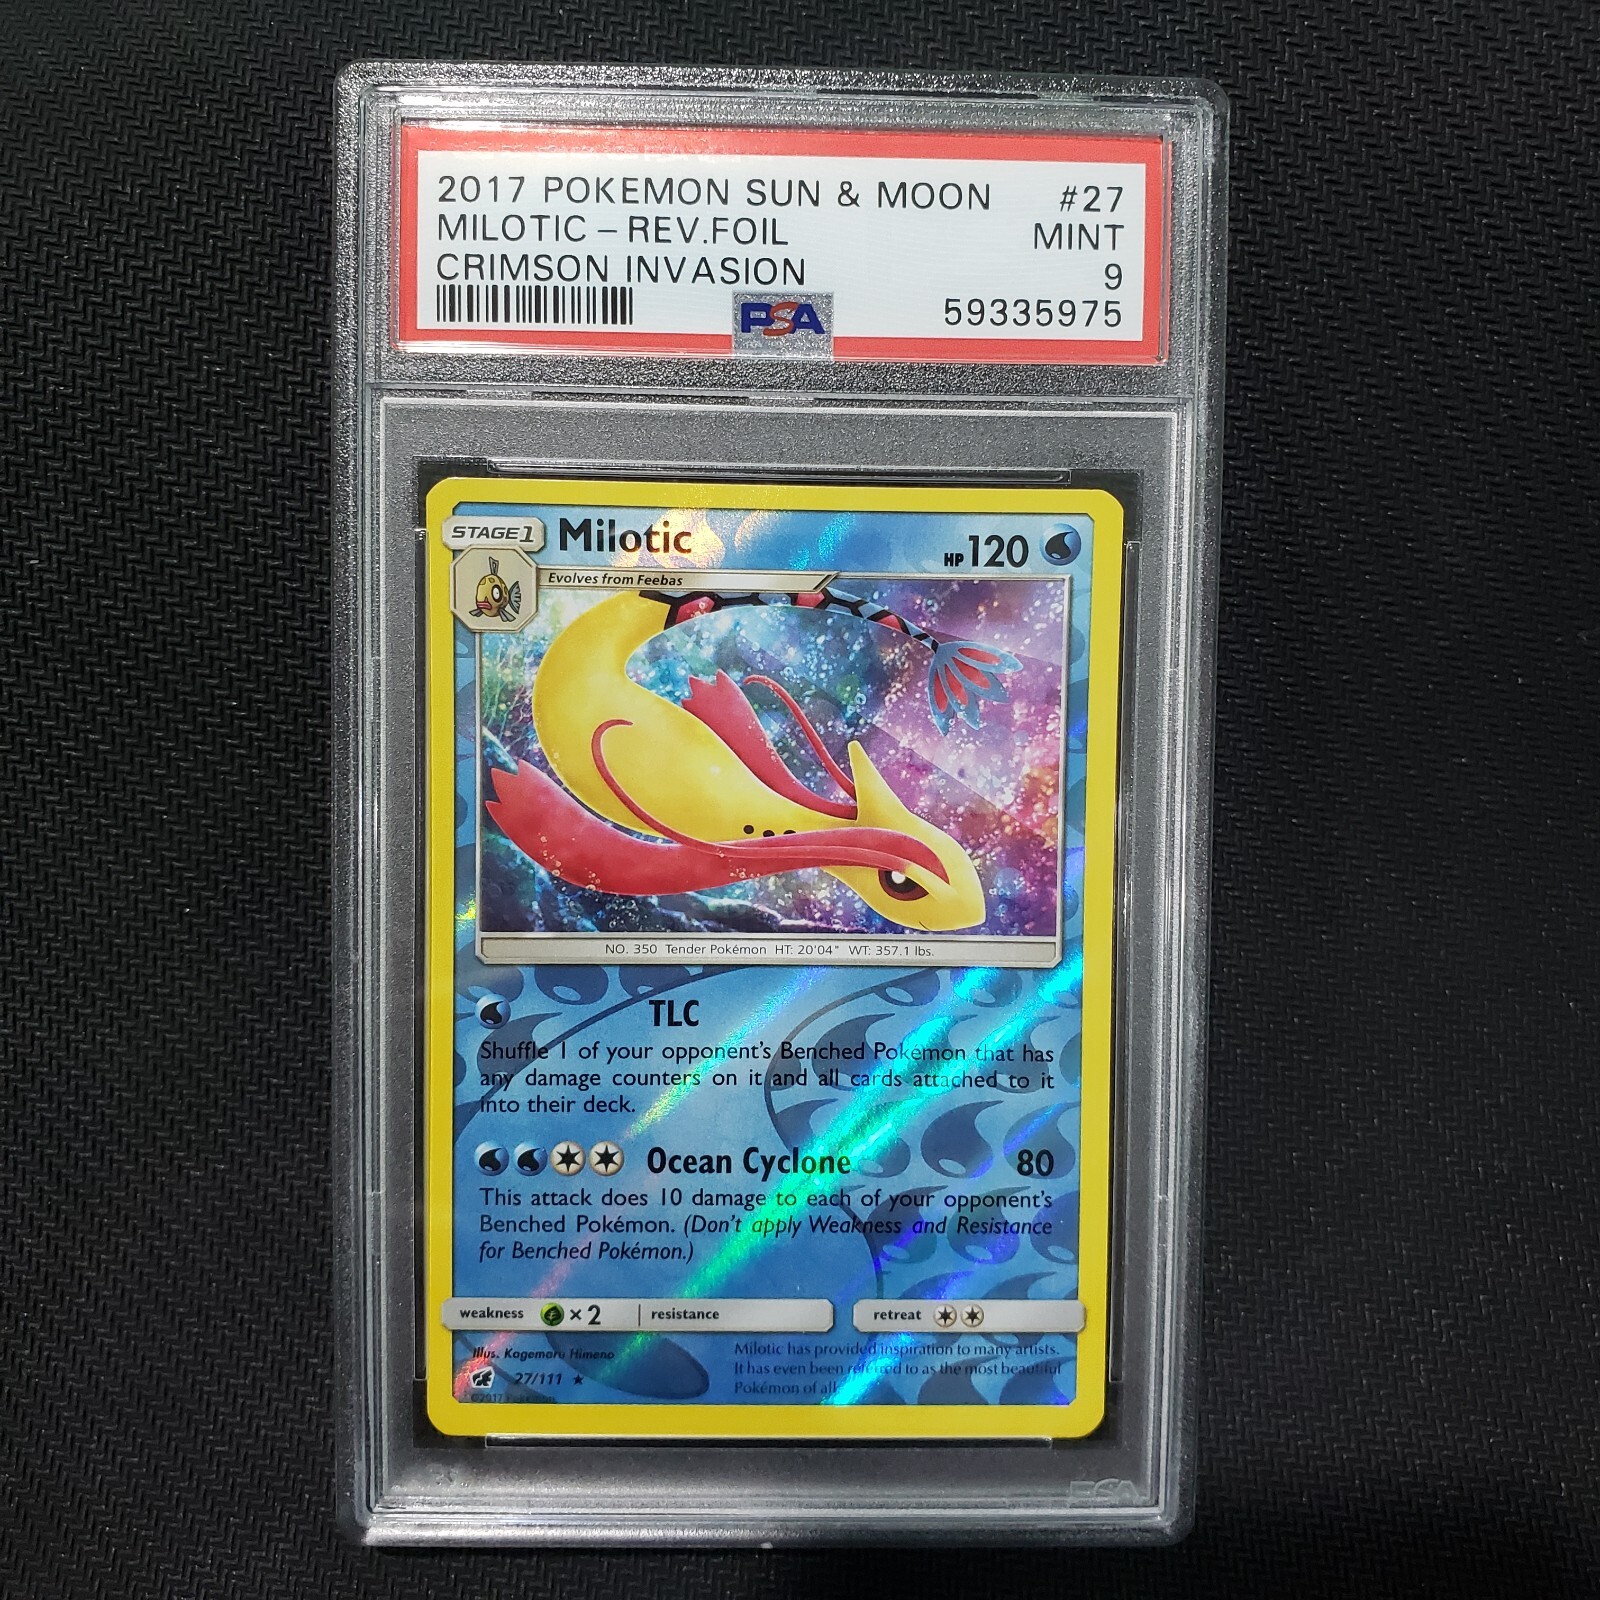 2017 POKEMON SUN & MOON #27
MILOTIC – REV.FOIL MINT
CRIMSON INVASION 9
PSA 59335975
STAGE 1 Milotic HP 120
Evolves from Feebas
NO. 350 Tender Pokémon HT: 20'04" WT: 357.1 lbs.
TLC
Shuffle 1 of your opponent's Benched Pokémon that has
any damage counters on it and all cards attached to it
into their deck.
Ocean Cyclone 80
This attack does 10 damage to each of your opponent's
Benched Pokémon. (Don't apply Weakness and Resistance
for Benched Pokémon.)
weakness × 2 resistance retreat
Illus. Kagemaru Himeno
27/111 ★
©2017 Pokémon
Milotic has provided inspiration to many artists.
It has even been referred to as the most beautiful
Pokémon of all.
PSA